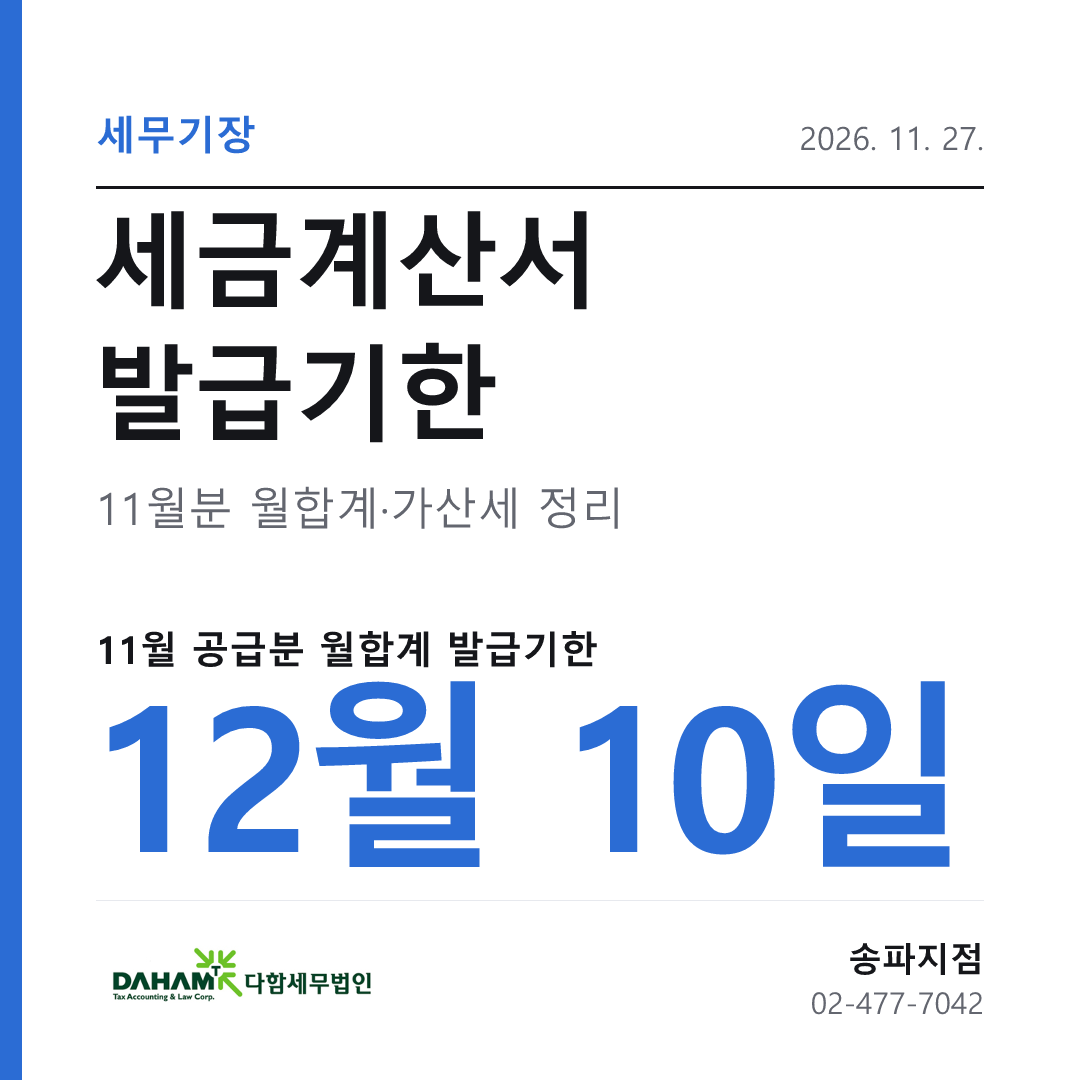 세무기장
2026. 11. 27.
세금계산서
발급기한
11월분 월합계·가산세 정리
11월 공급분 월합계 발급기한
12월 10일
DAHAM 다함세무법인
Tax Accounting & Law Corp.
송파지점
02-477-7042